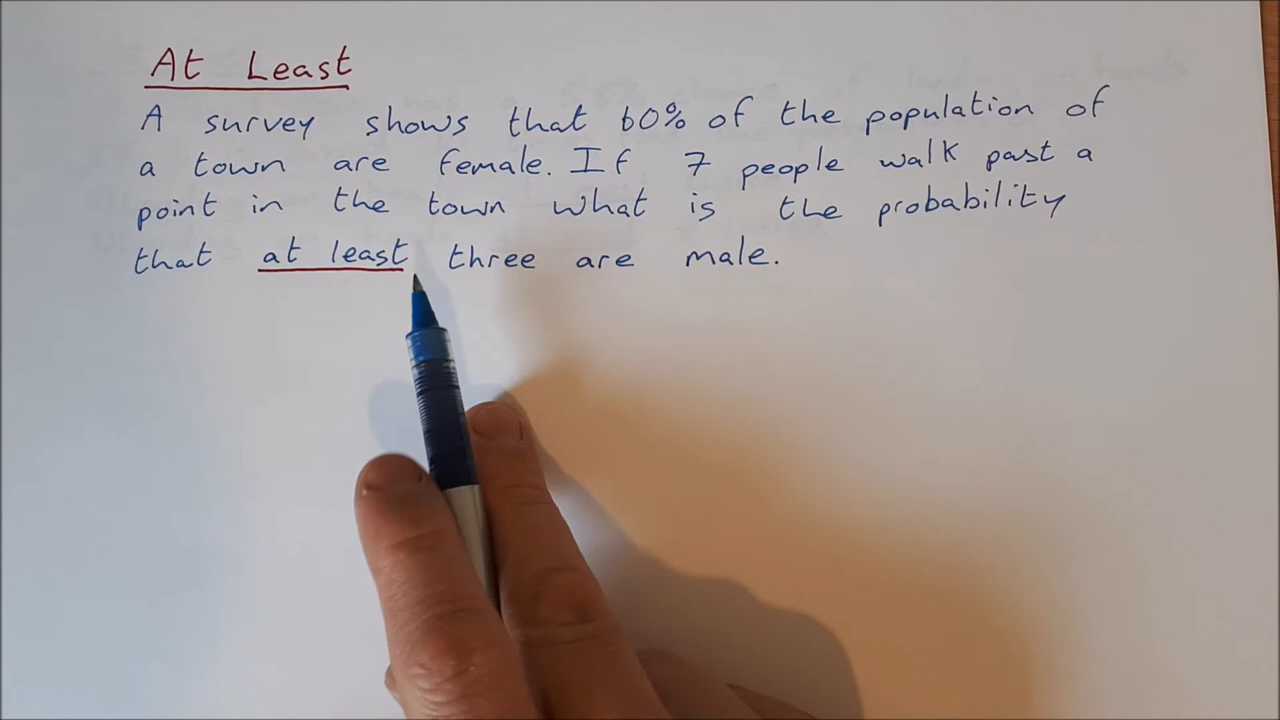 At Least
A survey shows that 60% of the population of
a town are female. If 7 people walk past a
point in the town what is the probability
that at least three are male.